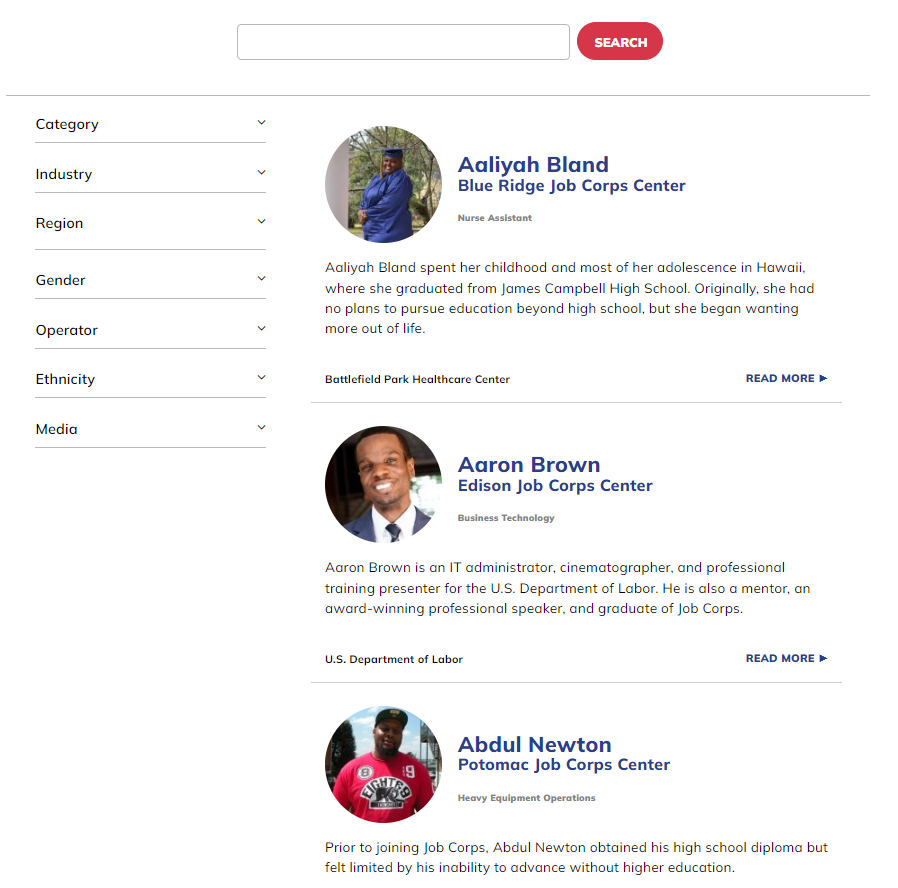 SEARCH
Category
Industry
Region
Gender
Operator
Ethnicity
Media
Aaliyah Bland
Blue Ridge Job Corps Center
Nurse Assistant
Aaliyah Bland spent her childhood and most of her adolescence in Hawaii,
where she graduated from James Campbell High School. Originally, she had
no plans to pursue education beyond high school, but she began wanting
more out of life.
Battlefield Park Healthcare Center
READ MORE ►
Aaron Brown
Edison Job Corps Center
Business Technology
Aaron Brown is an IT administrator, cinematographer, and professional
training presenter for the U.S. Department of Labor. He is also a mentor, an
award-winning professional speaker, and graduate of Job Corps.
U.S. Department of Labor
READ MORE ►
Abdul Newton
Potomac Job Corps Center
Heavy Equipment Operations
8 9
EIGHTY8
Prior to joining Job Corps, Abdul Newton obtained his high school diploma but
felt limited by his inability to advance without higher education.